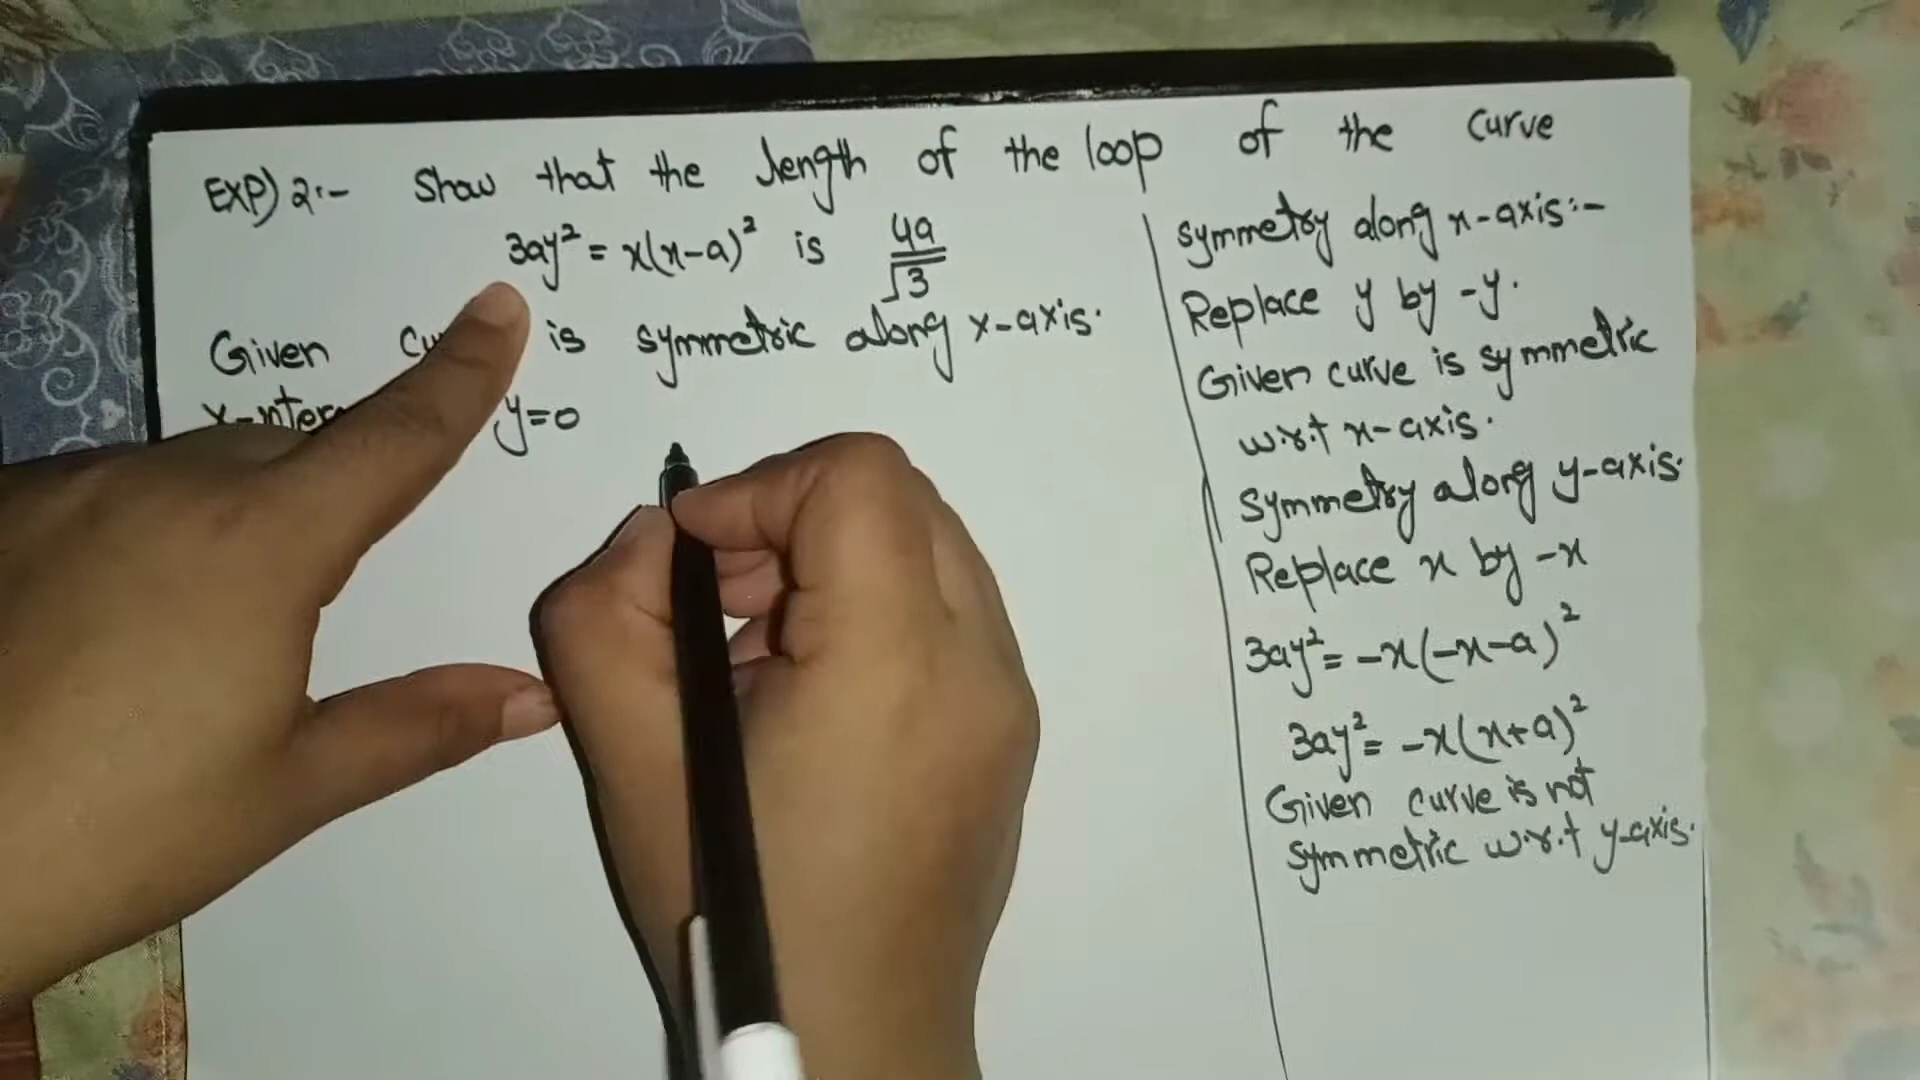 EXP) 2:- Show that the length of the loop of the curve
3ay² = x(x-a)² is 4a/√3
Given is symmetric along x-axis.
y=0
symmetry along x-axis:-
Replace y by -y.
Given curve is symmetric
w.r.t x-axis.
Symmetry along y-axis.
Replace x by -x
3ay² = -x(-x-a)²
3ay² = -x(x+a)²
Given curve is not
symmetric w.r.t y-axis.